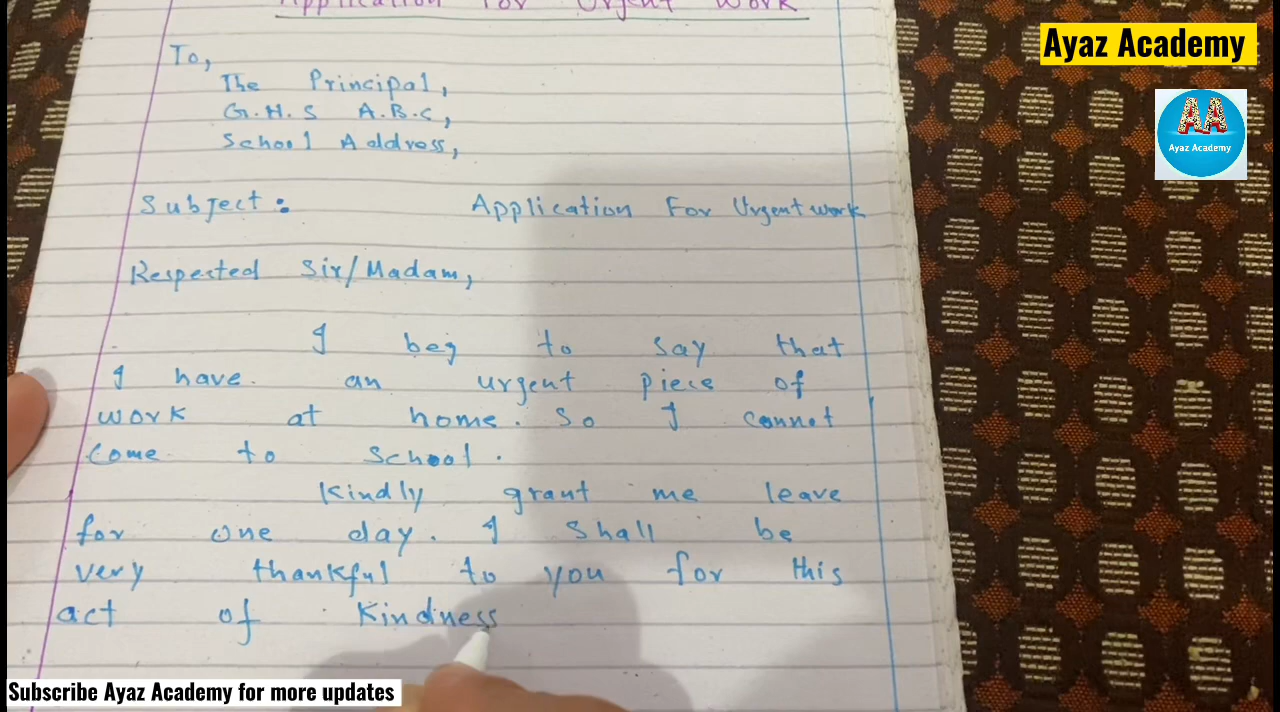 Application For Urgent Work
To,
The Principal,
G.H.S A.B.C,
School Address,
Subject: Application For Urgent work
Respected Sir/Madam,
I beg to say that
I have an urgent piece of
work at home. So I cannot
come to School.
Kindly grant me leave
for one day. I shall be
very thankful to you for this
act of Kindness
Ayaz Academy
AA
Ayaz Academy
Subscribe Ayaz Academy for more updates